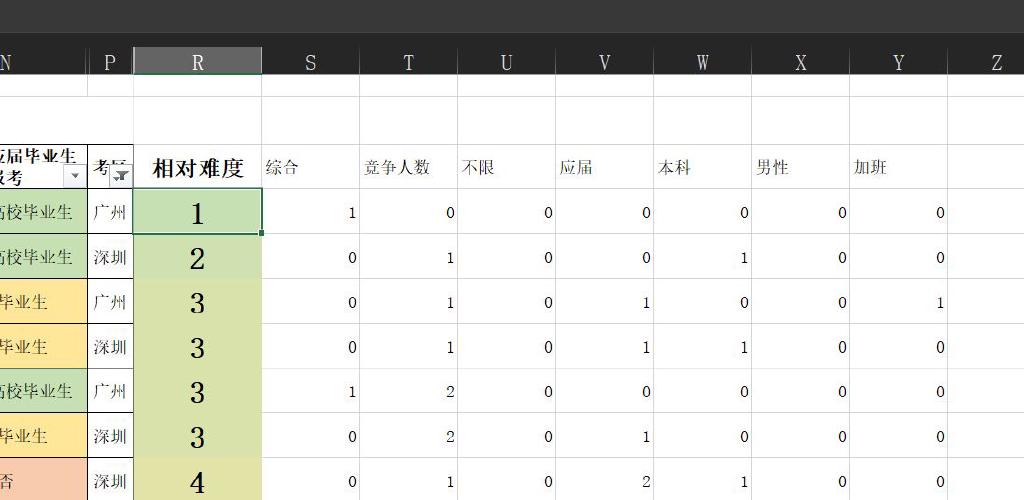 N P R S T U V W X Y Z
应届毕业生
报考 考区 相对难度 综合 竞争人数 不限 应届 本科 男性 加班
高校毕业生 广州 1 1 0 0 0 0 0 0
高校毕业生 深圳 2 0 1 0 0 1 0 0
毕业生 广州 3 0 1 0 1 0 0 1
毕业生 深圳 3 0 1 0 1 1 0 0
高校毕业生 广州 3 1 2 0 0 0 0 0
毕业生 深圳 3 0 2 0 1 0 0 0
否 深圳 4 0 1 0 2 1 0 0